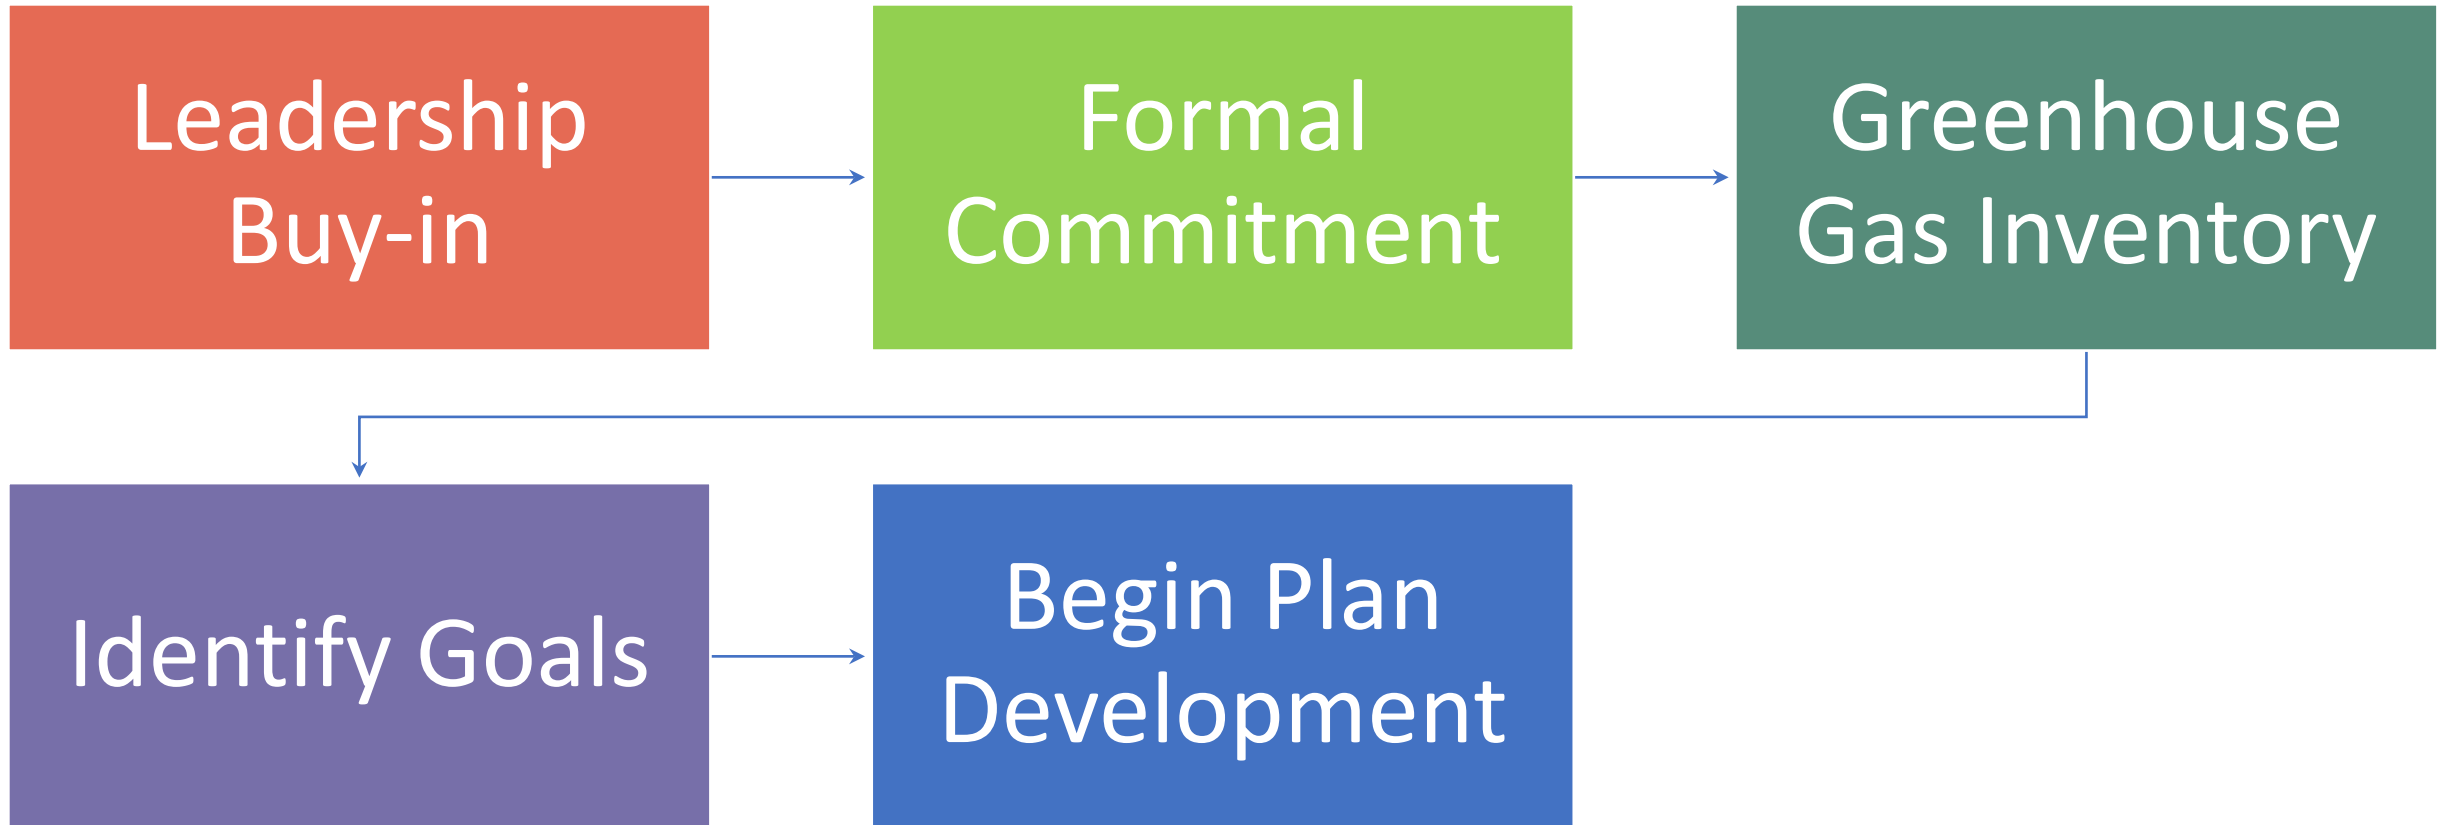 Leadership
Buy-in
Formal
Commitment
Greenhouse
Gas Inventory
Identify Goals
Begin Plan
Development